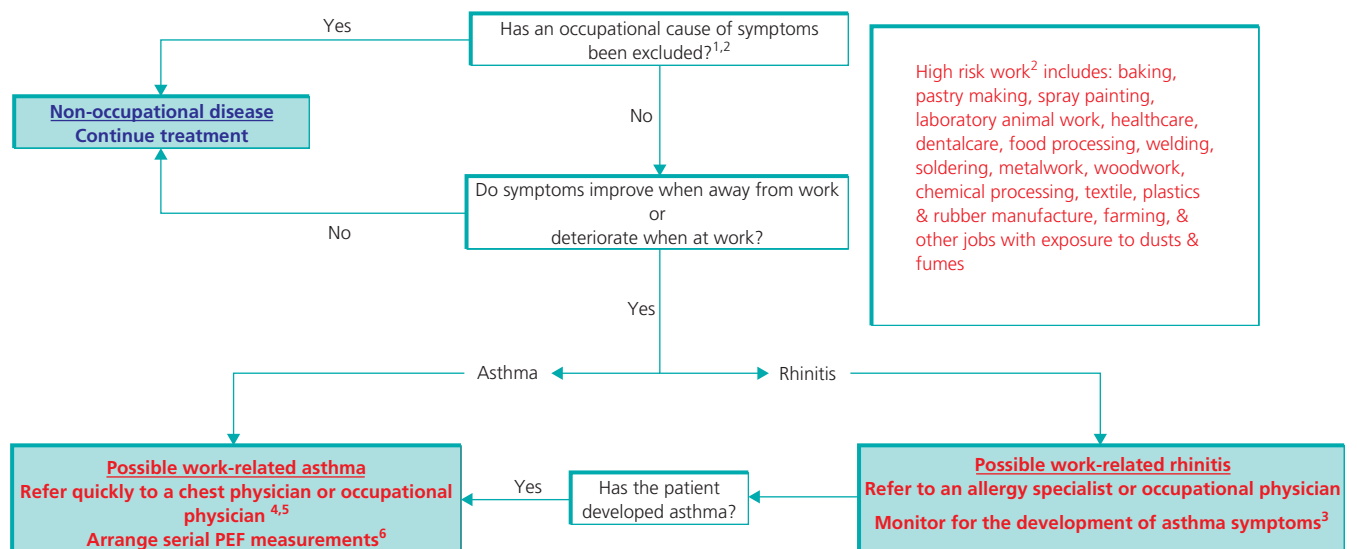 Yes
Has an occupational cause of symptoms
been excluded?1,2
High risk work2 includes: baking,
pastry making, spray painting,
laboratory animal work, healthcare,
dentalcare, food processing, welding,
soldering, metalwork, woodwork,
chemical processing, textile, plastics
& rubber manufacture, farming, &
other jobs with exposure to dusts &
fumes
Non-occupational disease
Continue treatment
No
Do symptoms improve when away from work
or
deteriorate when at work?
No
Yes
Asthma
Rhinitis
Possible work-related asthma
Refer quickly to a chest physician or occupational
physician 4,5
Arrange serial PEF measurements6
Yes
Has the patient
developed asthma?
Possible work-related rhinitis
Refer to an allergy specialist or occupational physician
Monitor for the development of asthma symptoms3